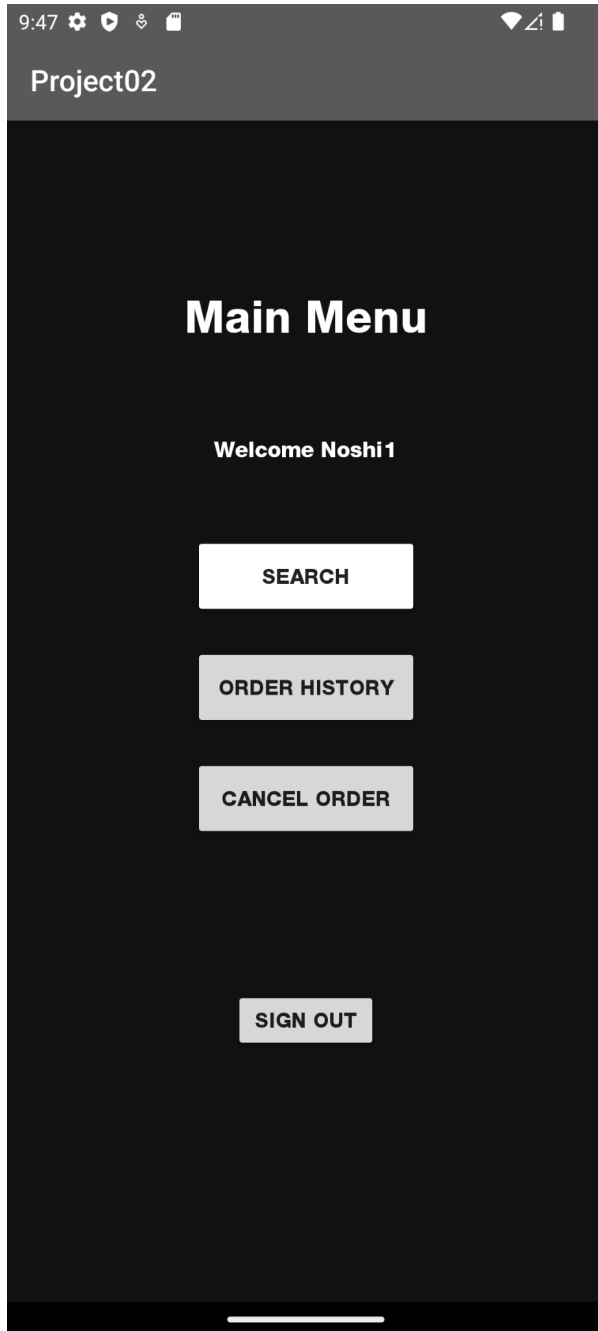 9:47
Project02
Main Menu
Welcome Noshi1
SEARCH
ORDER HISTORY
CANCEL ORDER
SIGN OUT